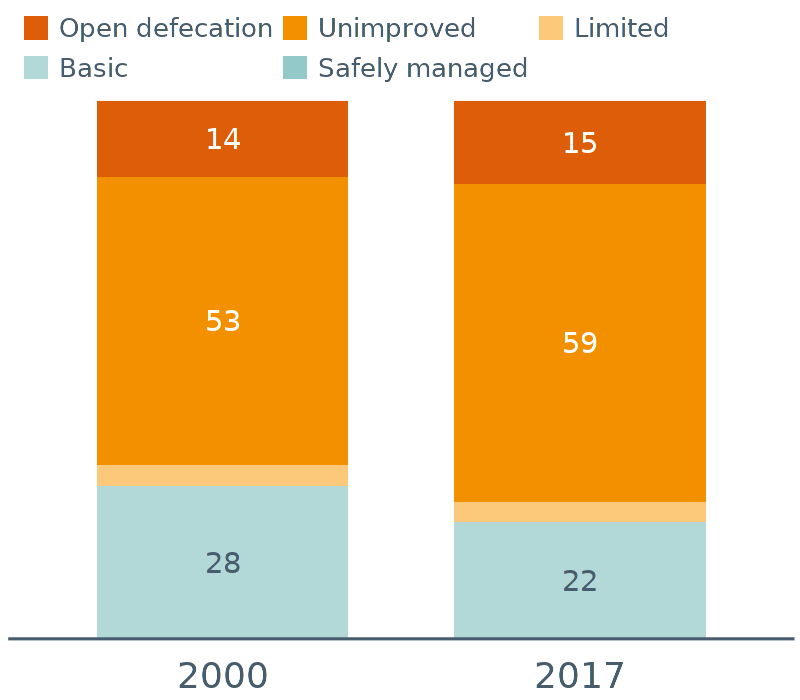 Open defecation Unimproved Limited
Basic Safely managed
14 15
53 59
28 22
2000 2017